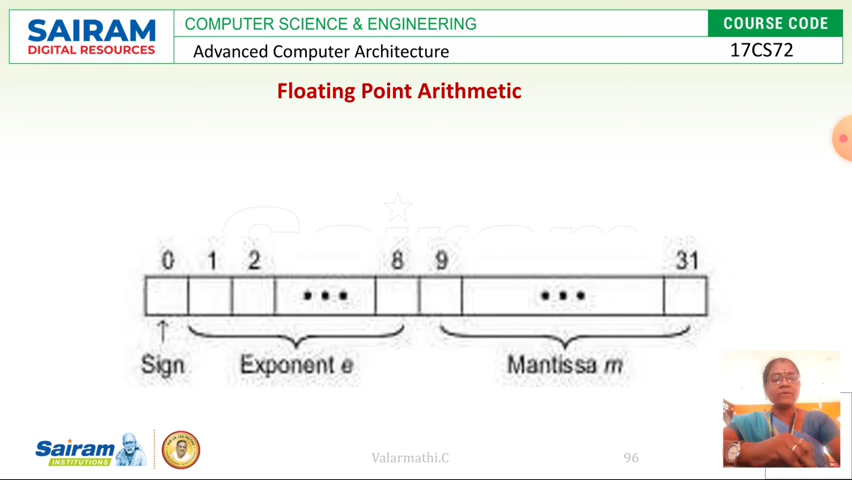 SAIRAM
DIGITAL RESOURCES
COMPUTER SCIENCE & ENGINEERING
COURSE CODE
Advanced Computer Architecture
17CS72
Floating Point Arithmetic
Sairam
0 1 2 8 9 31
Sign Exponent e Mantissa m
Sairam
INSTITUTIONS
Valarmathi.C
96